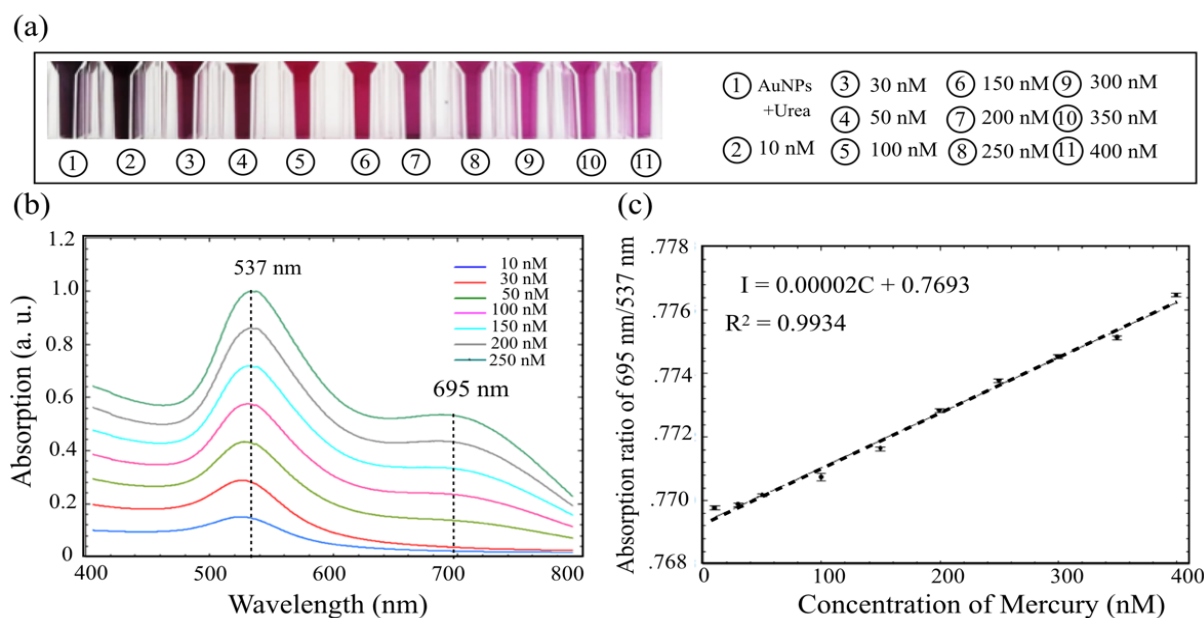 (a)
① AuNPs +Urea
② 10 nM
③ 30 nM
④ 50 nM
⑤ 100 nM
⑥ 150 nM
⑦ 200 nM
⑧ 250 nM
⑨ 300 nM
⑩ 350 nM
⑪ 400 nM
① ② ③ ④ ⑤ ⑥ ⑦ ⑧ ⑨ ⑩ ⑪
(b)
Absorption (a. u.)
1.2
1.0
0.8
0.6
0.4
0.2
0
537 nm
695 nm
10 nM
30 nM
50 nM
100 nM
150 nM
200 nM
250 nM
400 500 600 700 800
Wavelength (nm)
(c)
Absorption ratio of 695 nm/537 nm
.778
.776
.774
.772
.770
.768
I = 0.00002C + 0.7693
R² = 0.9934
0 100 200 300 400
Concentration of Mercury (nM)